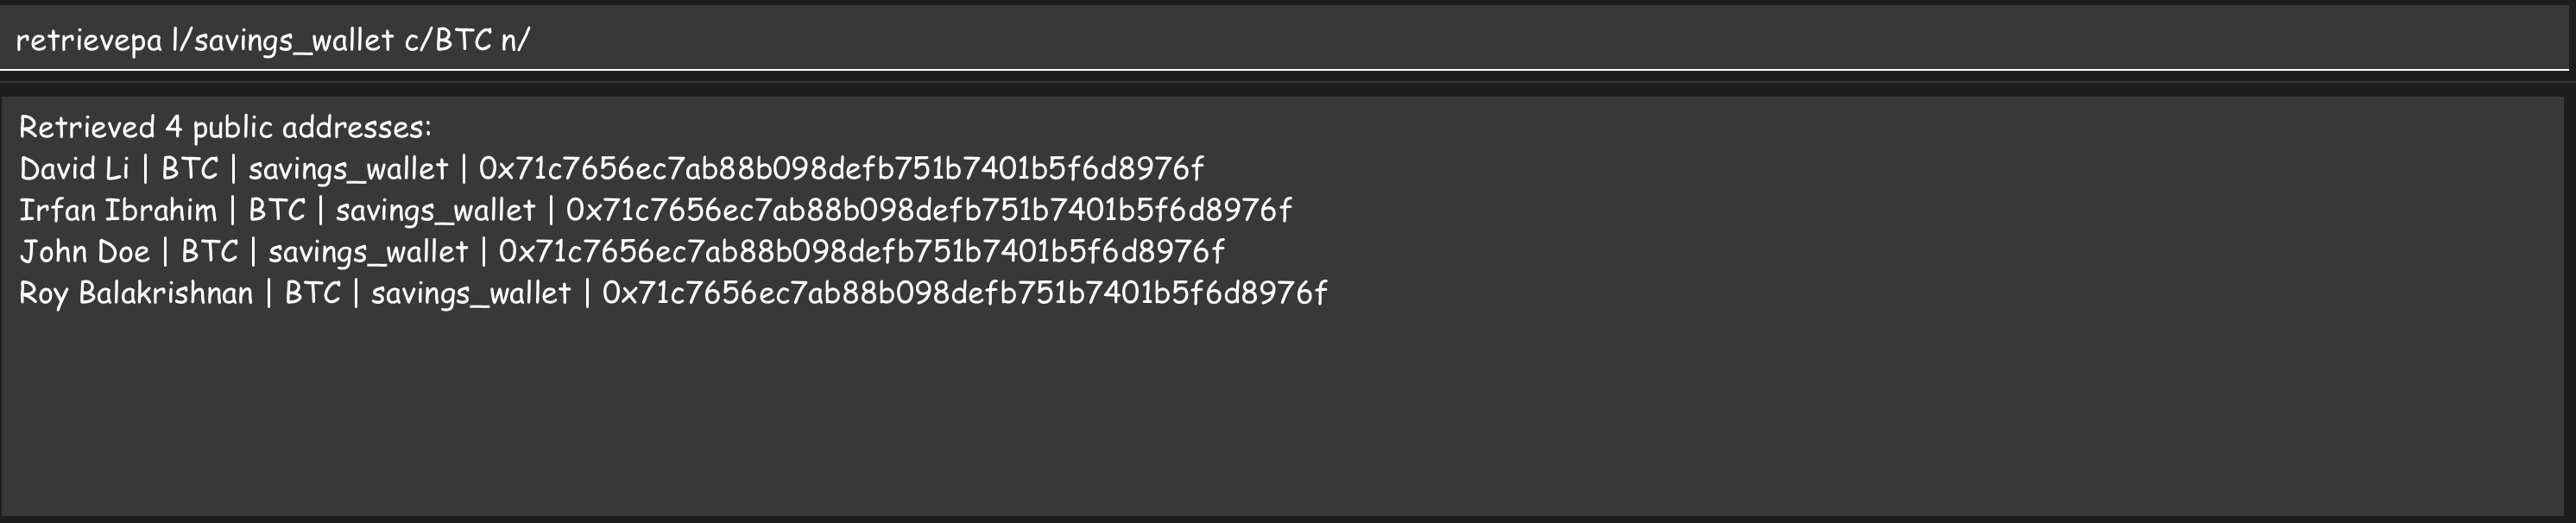 retrievepa l/savings_wallet c/BTC n/
Retrieved 4 public addresses:
David Li | BTC | savings_wallet | 0x71c7656ec7ab88b098defb751b7401b5f6d8976f
Irfan Ibrahim | BTC | savings_wallet | 0x71c7656ec7ab88b098defb751b7401b5f6d8976f
John Doe | BTC | savings_wallet | 0x71c7656ec7ab88b098defb751b7401b5f6d8976f
Roy Balakrishnan | BTC | savings_wallet | 0x71c7656ec7ab88b098defb751b7401b5f6d8976f